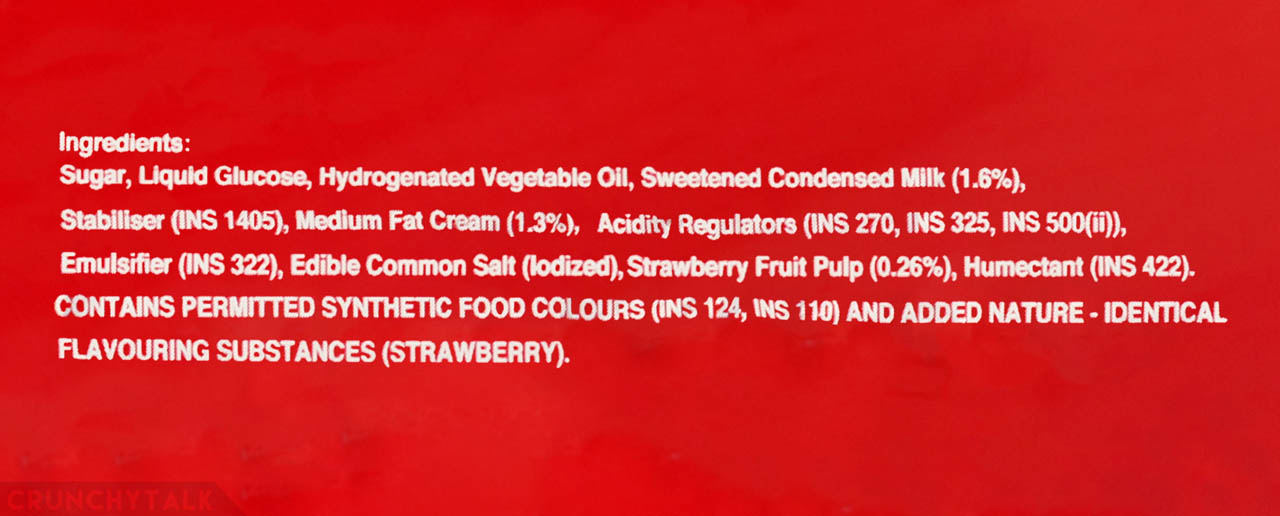 Ingredients:
Sugar, Liquid Glucose, Hydrogenated Vegetable Oil, Sweetened Condensed Milk (1.6%),
Stabiliser (INS 1405), Medium Fat Cream (1.3%), Acidity Regulators (INS 270, INS 325, INS 500(ii)),
Emulsifier (INS 322), Edible Common Salt (Iodized), Strawberry Fruit Pulp (0.26%), Humectant (INS 422).
CONTAINS PERMITTED SYNTHETIC FOOD COLOURS (INS 124, INS 110) AND ADDED NATURE - IDENTICAL
FLAVOURING SUBSTANCES (STRAWBERRY).
CRUNCHYTALK